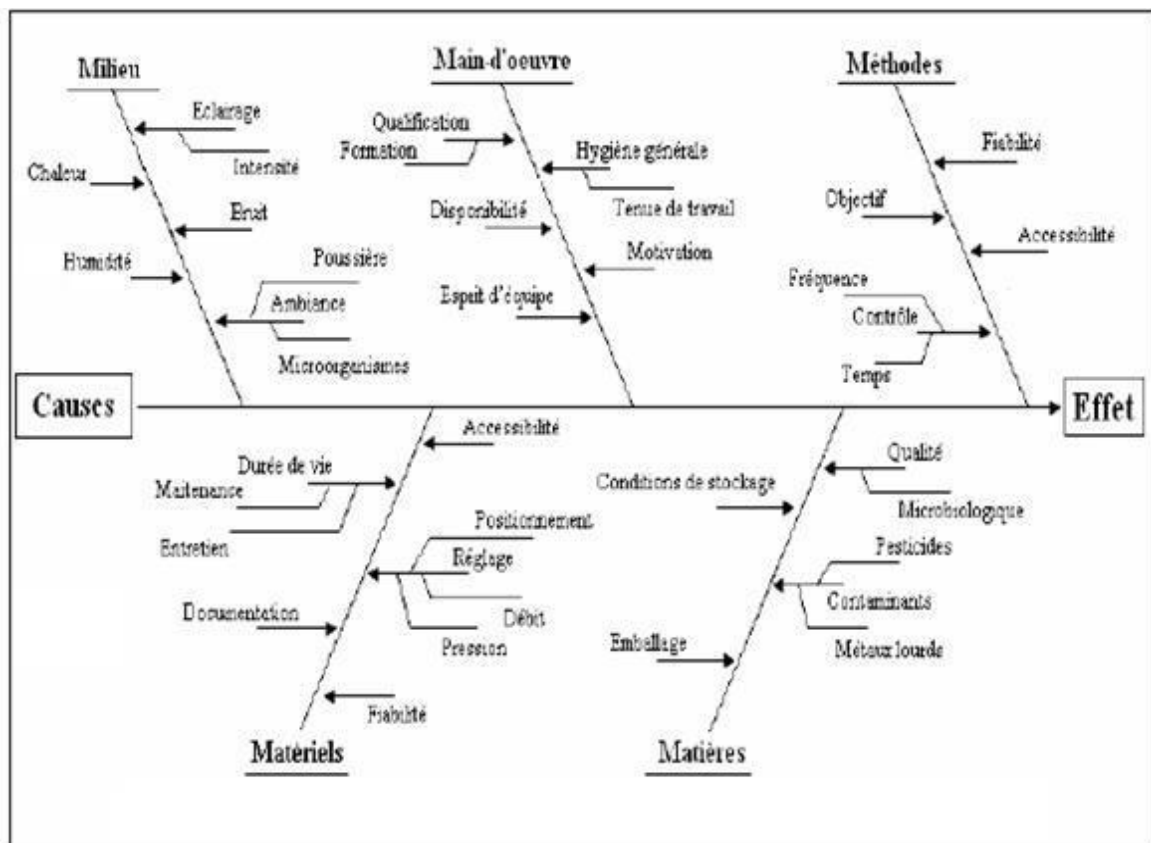 Milieu
Main-d'oeuvre
Méthodes
Eclairage
Intensité
Chaleur
Bruit
Humidité
Poussière
Ambiance
Microorganismes
Qualification
Formation
Hygiène générale
Tenue de travail
Disponibilité
Motivation
Esprit d'équipe
Fiabilité
Objectif
Accessibilité
Fréquence
Contrôle
Temps
Causes
Effet
Accessibilité
Durée de vie
Maitenance
Entretien
Positionnement
Réglage
Débit
Pression
Documentation
Fiabilité
Matériels
Qualité
Microbiologique
Conditions de stockage
Pesticides
Contaminants
Métaux lourds
Emballage
Matières